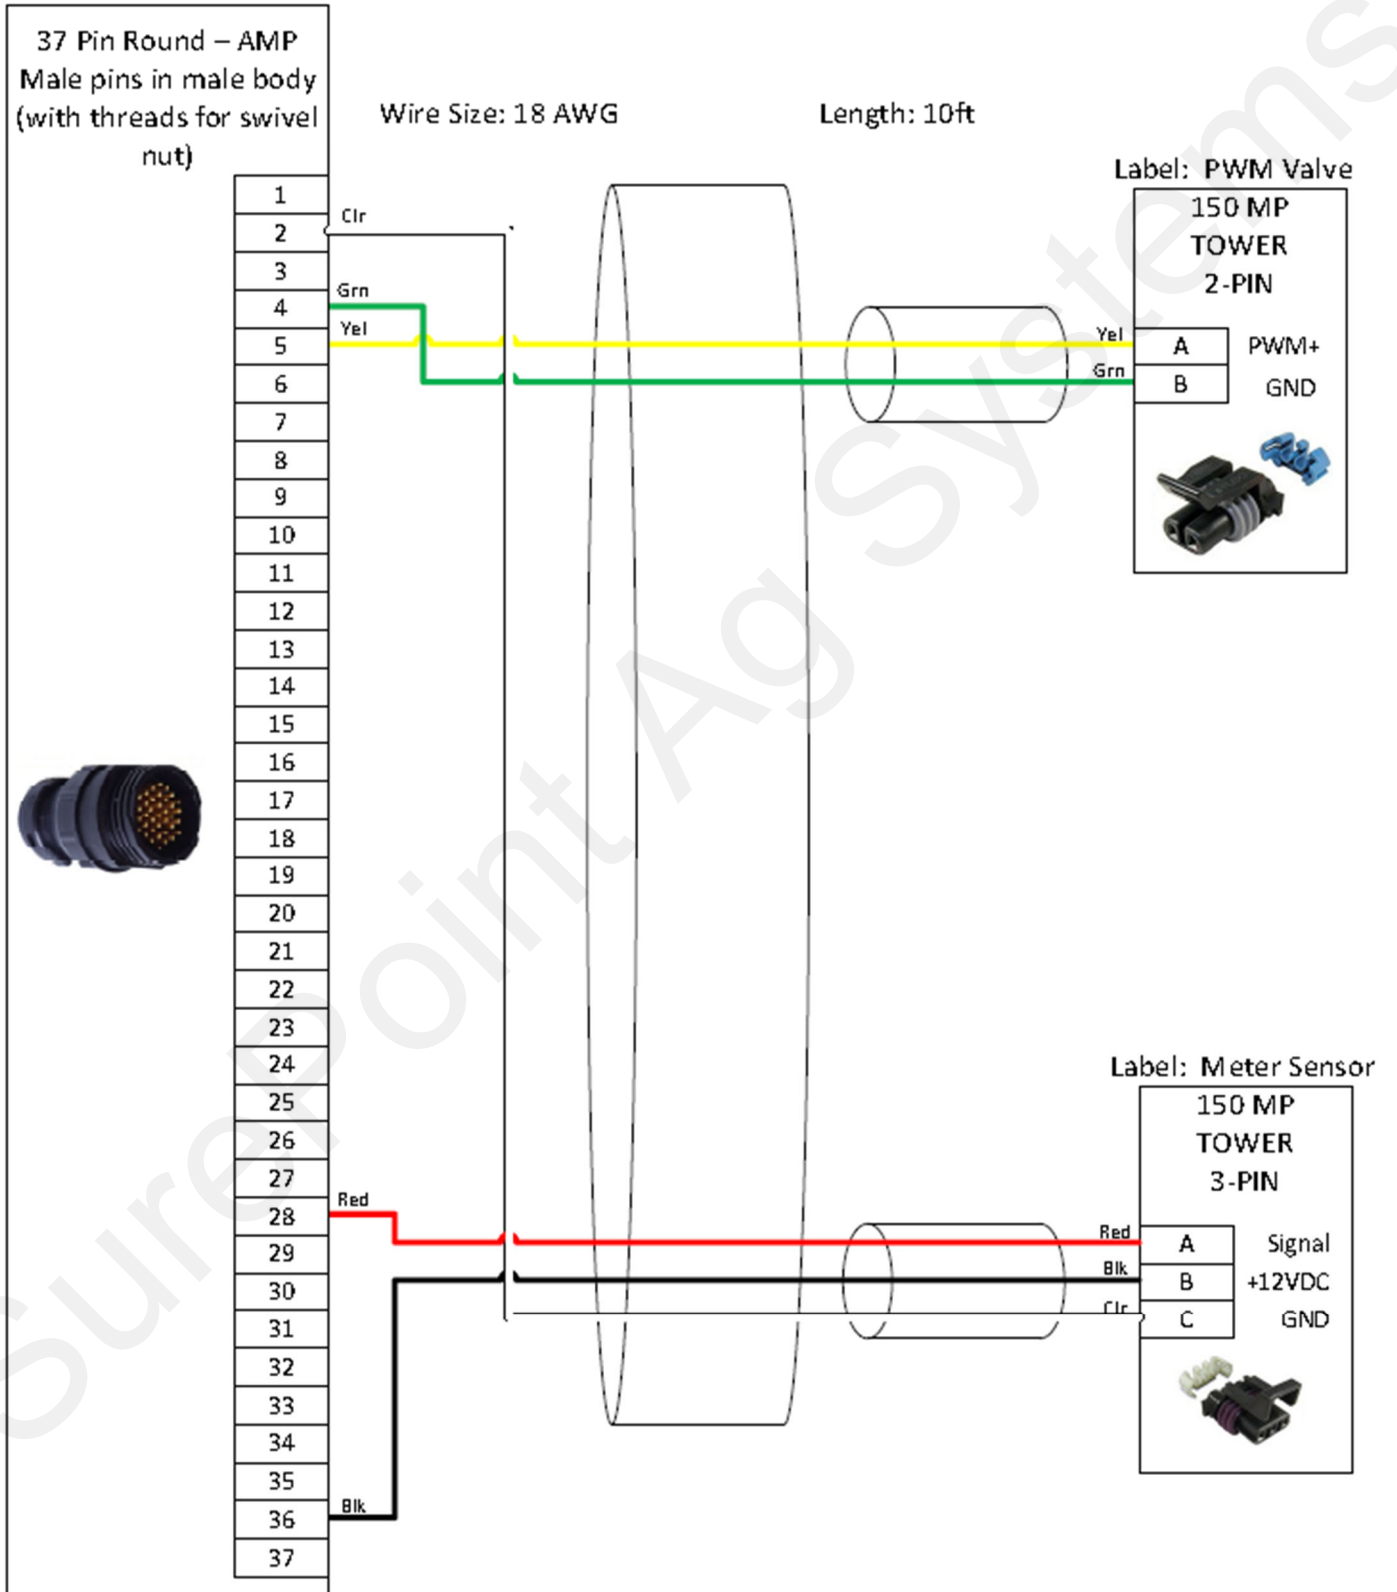 37 Pin Round – AMP
Male pins in male body
(with threads for swivel
nut)
Wire Size: 18 AWG
Length: 10ft
1
2
3
4
5
6
7
8
9
10
11
12
13
14
15
16
17
18
19
20
21
22
23
24
25
26
27
28
29
30
31
32
33
34
35
36
37
Clr
Grn
Yel
Red
Blk
Label: PWM Valve
150 MP
TOWER
2-PIN
Yel
A
PWM+
Grn
B
GND
Label: Meter Sensor
150 MP
TOWER
3-PIN
Red
A
Signal
Blk
B
+12VDC
Clr
C
GND
SurePoint Ag Systems